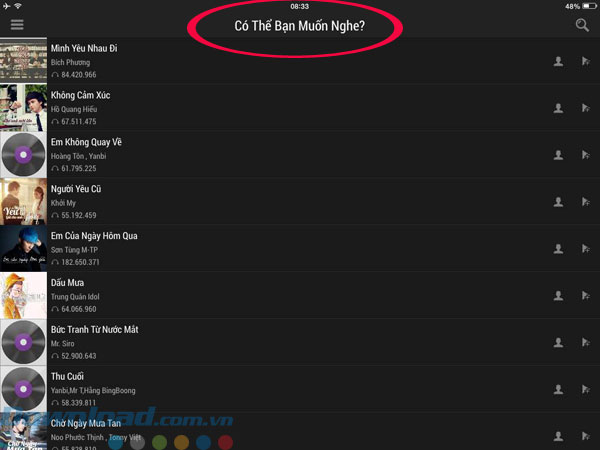 08:33
48%
Có Thể Bạn Muốn Nghe?
Mình Yêu Nhau Đi
Bích Phương
84.420.966
Không Cảm Xúc
Hồ Quang Hiếu
67.511.475
Em Không Quay Về
Hoàng Tôn , Yanbi
61.795.225
Người Yêu Cũ
Khởi My
55.192.459
Em Của Ngày Hôm Qua
Sơn Tùng M-TP
182.650.371
Dấu Mưa
Trung Quân Idol
64.066.960
Bức Tranh Từ Nước Mắt
Mr. Siro
52.900.643
Thu Cuối
Yanbi,Mr T,Hằng BingBoong
58.339.811
Download.com.vn
Chờ Ngày Mưa Tan
Noo Phước Thịnh , Tonny Việt
55.828.810